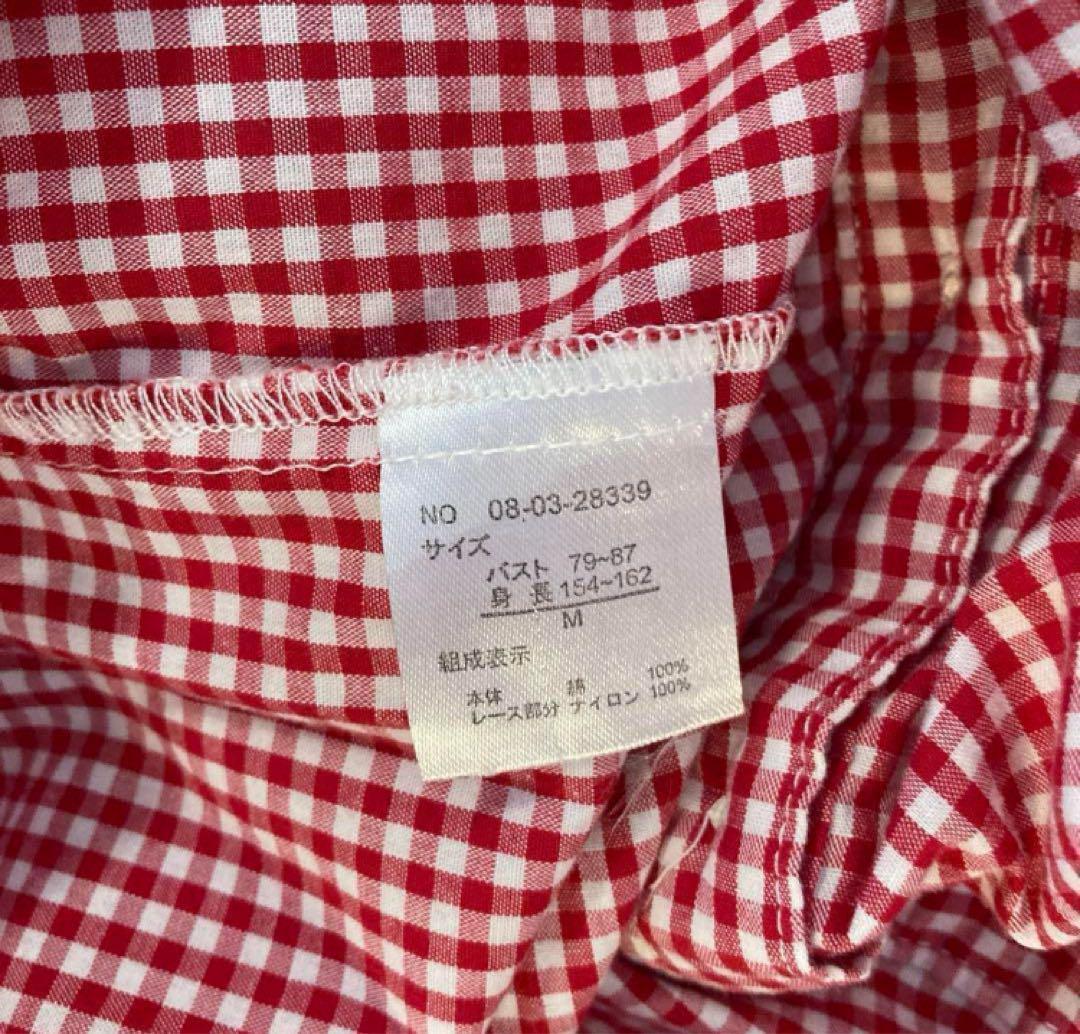 NO 08-03-28339
サイズ
バスト 79~87
身 長 154~162
M
組成表示
本体 綿 100%
レース部分 ナイロン 100%